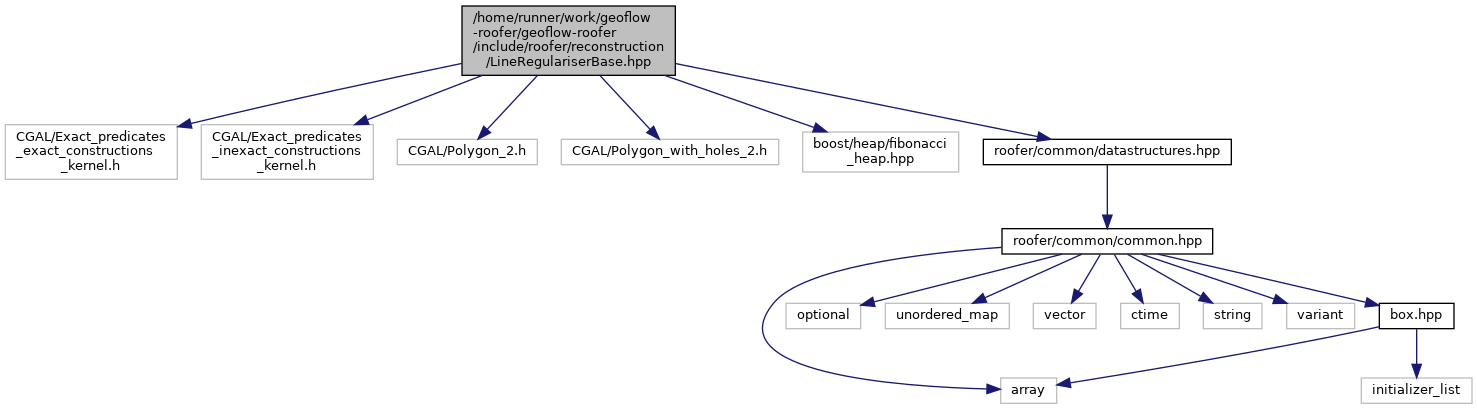 /home/runner/work/geoflow
-roofer/geoflow-roofer
/include/roofer/reconstruction
/LineRegulariserBase.hpp
CGAL/Exact_predicates
_exact_constructions
_kernel.h
CGAL/Exact_predicates
_inexact_constructions
_kernel.h
CGAL/Polygon_2.h
CGAL/Polygon_with_holes_2.h
boost/heap/fibonacci
_heap.hpp
roofer/common/datastructures.hpp
roofer/common/common.hpp
optional
unordered_map
vector
ctime
string
variant
box.hpp
array
initializer_list